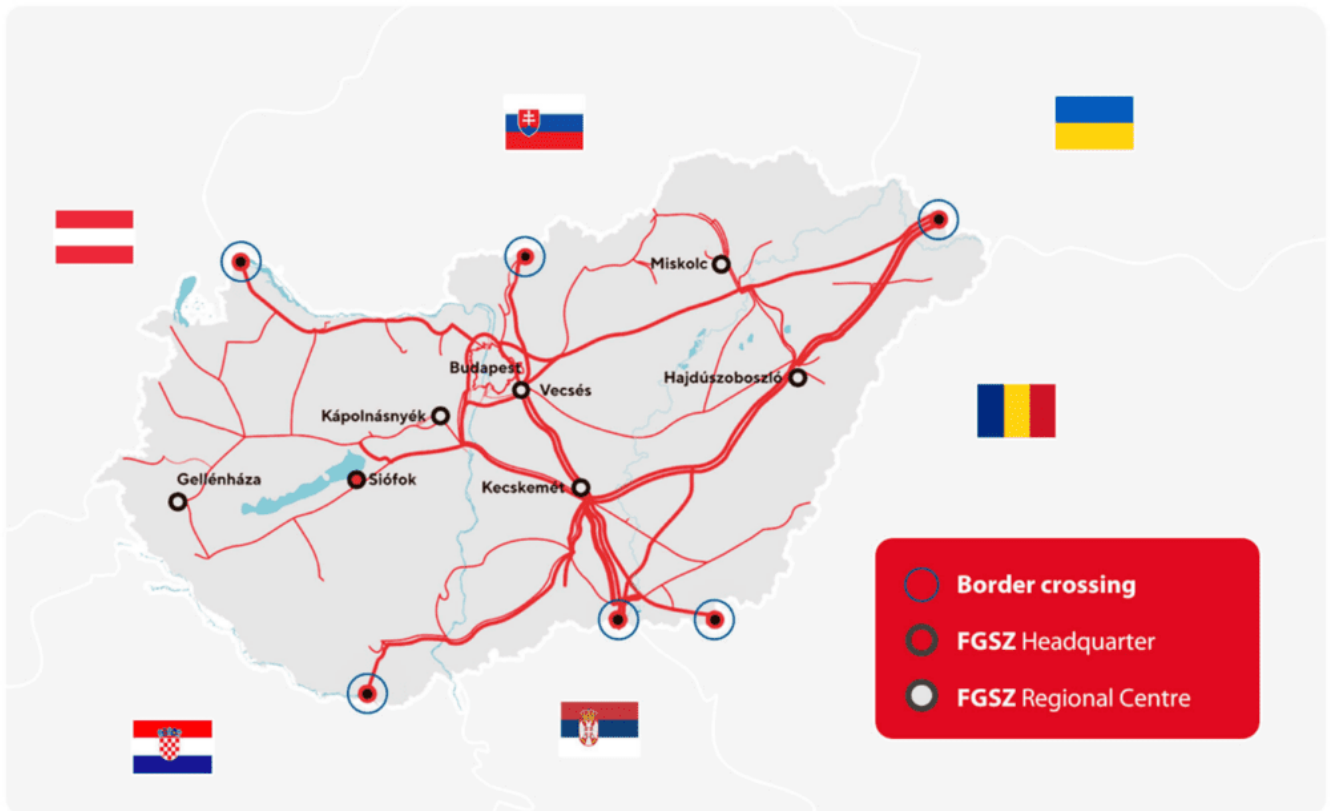 Miskolc
Budapest
Vecsés
Hajdúszoboszló
Kápolnásnyék
Gellénháza
Siófok
Kecskemét
Border crossing
FGSZ Headquarter
FGSZ Regional Centre